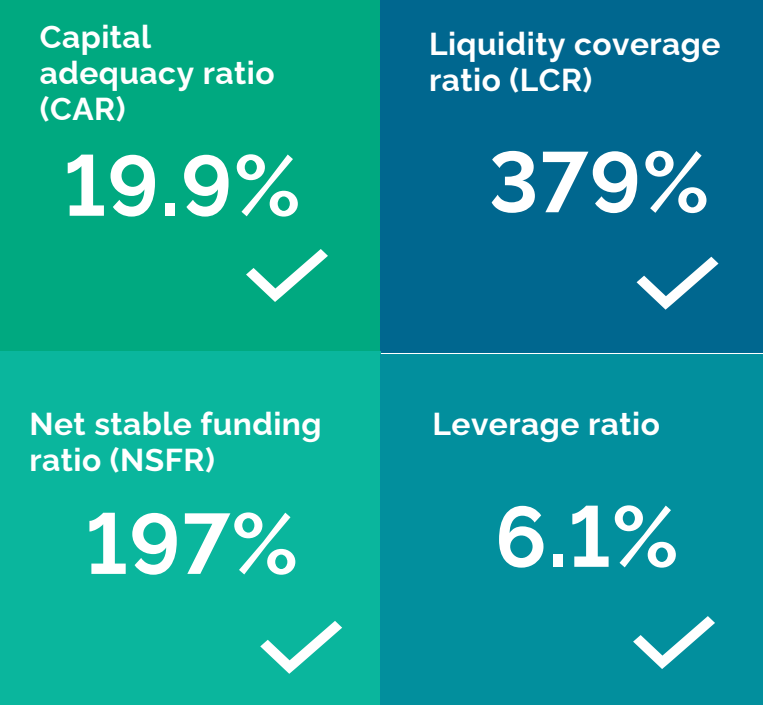 Capital
adequacy ratio
(CAR)
19.9%
Liquidity coverage
ratio (LCR)
379%
Net stable funding
ratio (NSFR)
197%
Leverage ratio
6.1%